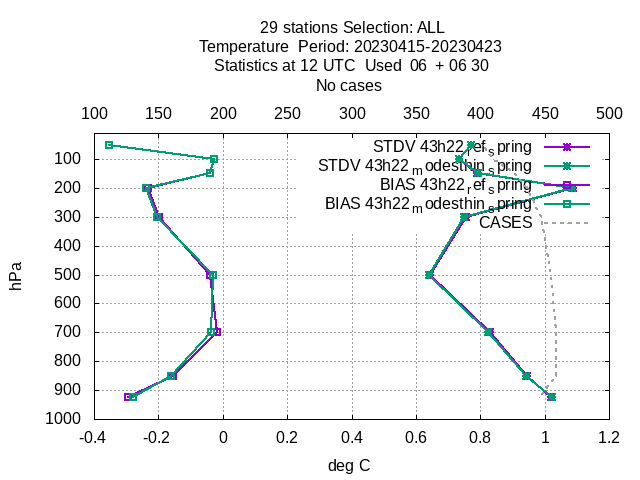 29 stations Selection: ALL
Temperature  Period: 20230415-20230423
Statistics at 12 UTC  Used  06  + 06 30
No cases
100 150 200 250 300 350 400 450 500
STDV 43h22_ref_spring
STDV 43h22_modesthin_spring
BIAS 43h22_ref_spring
BIAS 43h22_modesthin_spring
CASES
100
200
300
400
500
600
700
800
900
1000
hPa
-0.4 -0.2 0 0.2 0.4 0.6 0.8 1 1.2
deg C